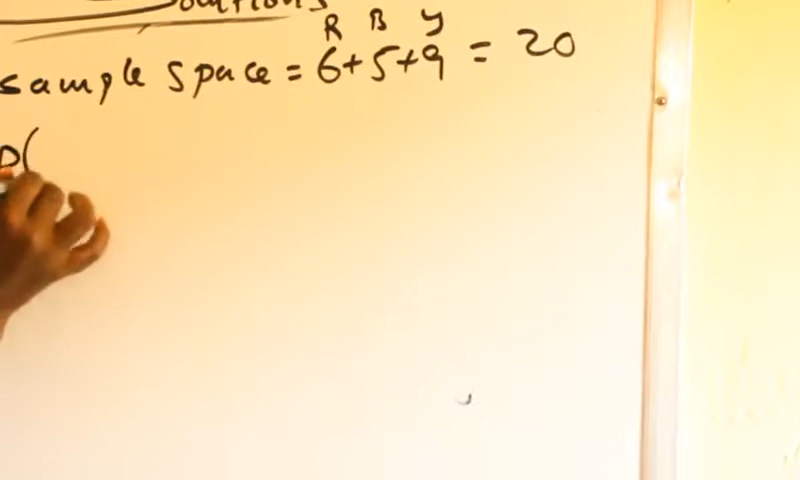 Solutions
R B y
sample space = 6+5+9 = 20
P(